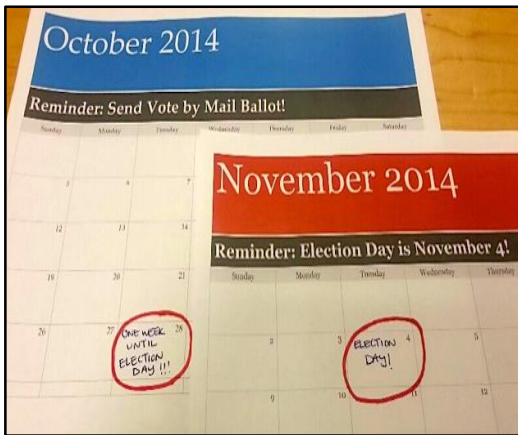 October 2014
Reminder: Send Vote by Mail Ballot!
Sunday Monday Tuesday Wednesday Thursday Friday Saturday
5 6 7
12 13 14
19 20 21
26 27 28
ONE WEEK
UNTIL
ELECTION
DAY!!!
November 2014
Reminder: Election Day is November 4!
Sunday Monday Tuesday Wednesday Thursday
2 3 4 5
ELECTION
DAY!
9 10 11 12